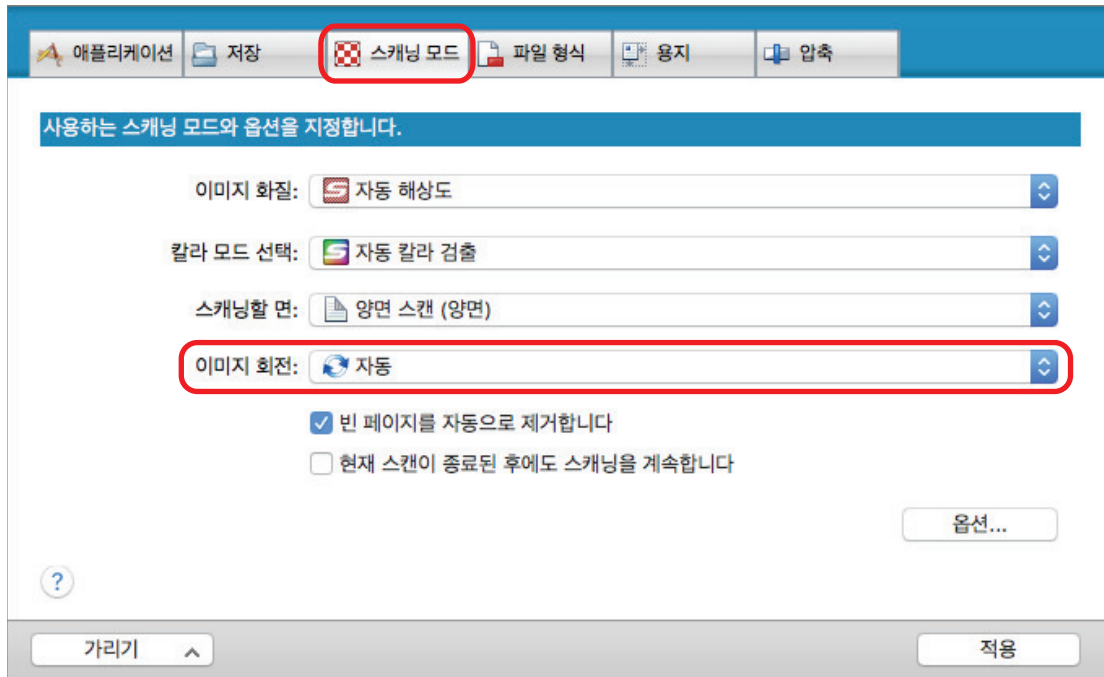 애플리케이션 저장 스캐닝 모드 파일 형식 용지 압축
사용하는 스캐닝 모드와 옵션을 지정합니다.
이미지 화질: 자동 해상도
칼라 모드 선택: 자동 칼라 검출
스캐닝할 면: 양면 스캔 (양면)
이미지 회전: 자동
빈 페이지를 자동으로 제거합니다
현재 스캔이 종료된 후에도 스캐닝을 계속합니다
옵션...
?
가리기 적용